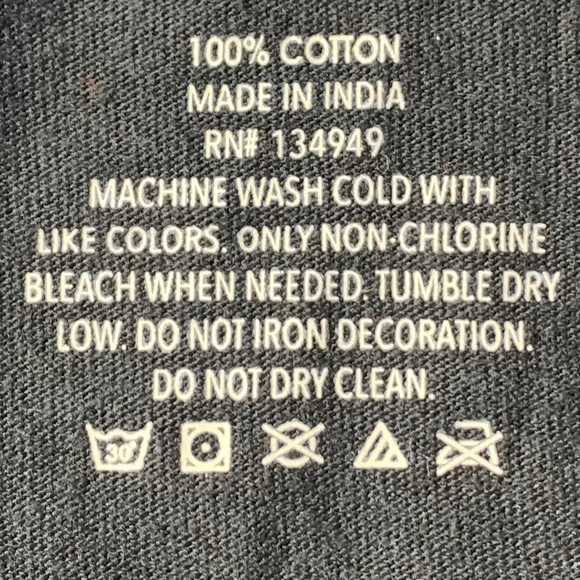 100% COTTON
MADE IN INDIA
RN# 134949
MACHINE WASH COLD WITH
LIKE COLORS. ONLY NON-CHLORINE
BLEACH WHEN NEEDED. TUMBLE DRY
LOW. DO NOT IRON DECORATION.
DO NOT DRY CLEAN.
30°